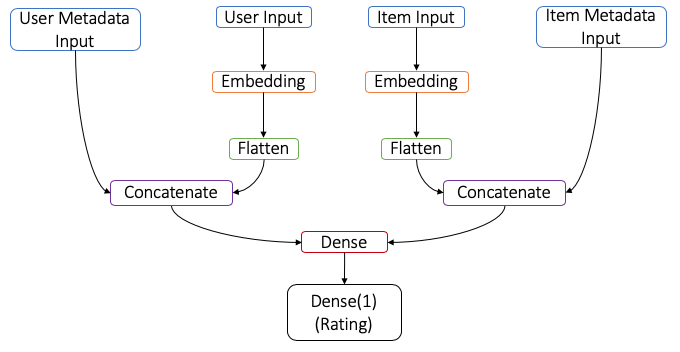 User Metadata
Input
User Input
Item Input
Item Metadata
Input
Embedding
Embedding
Flatten
Flatten
Concatenate
Concatenate
Dense
Dense(1)
(Rating)